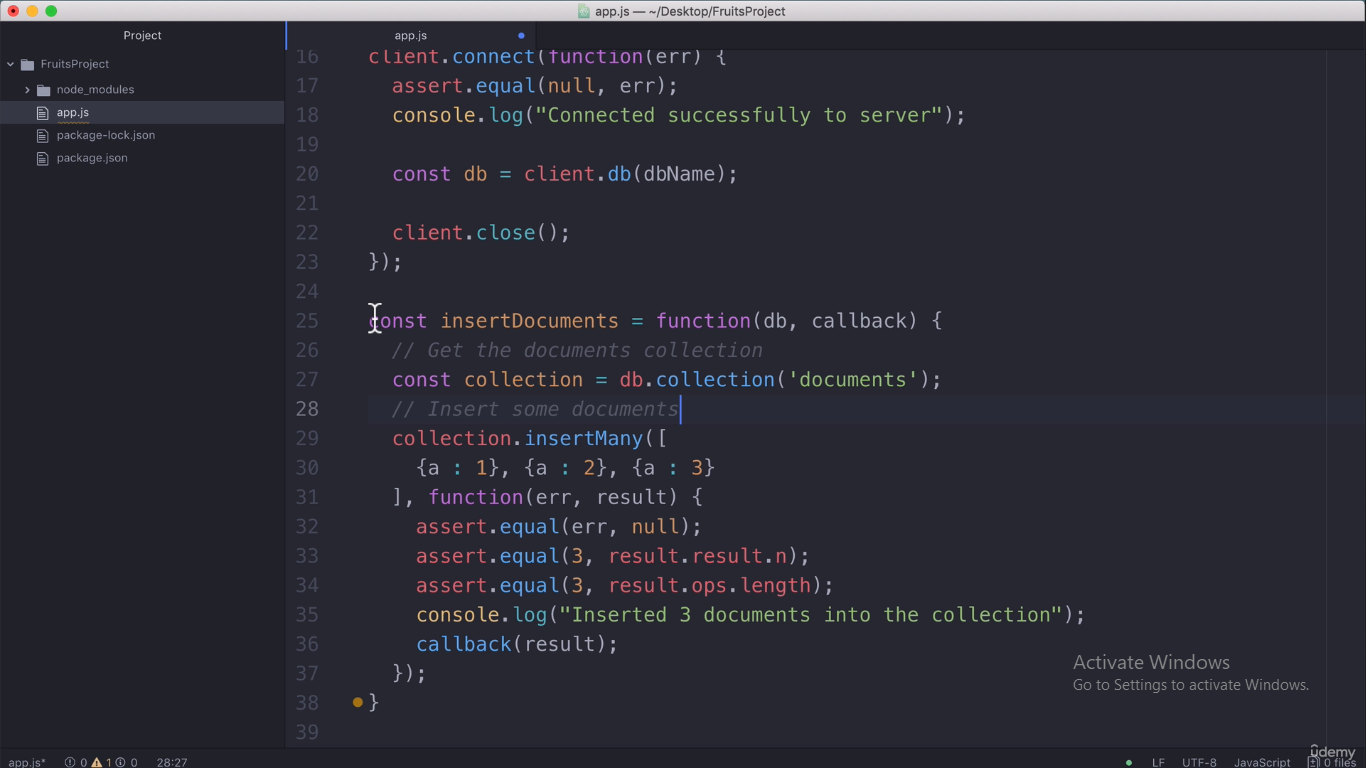 app.js — ~/Desktop/FruitsProject
Project
app.js
FruitsProject
node_modules
app.js
package-lock.json
package.json
16 client.connect(function(err) {
17 assert.equal(null, err);
18 console.log("Connected successfully to server");
19
20 const db = client.db(dbName);
21
22 client.close();
23 });
24
25 const insertDocuments = function(db, callback) {
26 // Get the documents collection
27 const collection = db.collection('documents');
28 // Insert some documents
29 collection.insertMany([
30 {a : 1}, {a : 2}, {a : 3}
31 ], function(err, result) {
32 assert.equal(err, null);
33 assert.equal(3, result.result.n);
34 assert.equal(3, result.ops.length);
35 console.log("Inserted 3 documents into the collection");
36 callback(result);
37 });
38 }
39
Activate Windows
Go to Settings to activate Windows.
udemy
app.js* 0 1 0 28:27 LF UTF-8 JavaScript 0 files